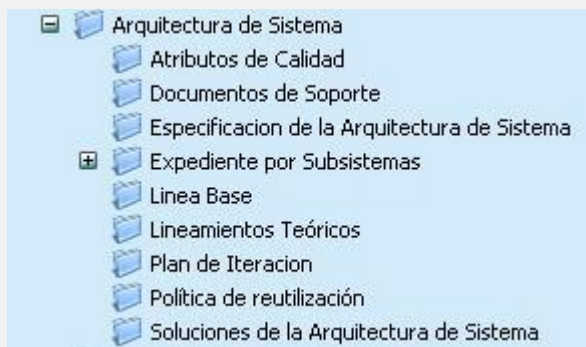 Arquitectura de Sistema
Atributos de Calidad
Documentos de Soporte
Especificacion de la Arquitectura de Sistema
Expediente por Subsistemas
Linea Base
Lineamientos Teóricos
Plan de Iteracion
Política de reutilización
Soluciones de la Arquitectura de Sistema